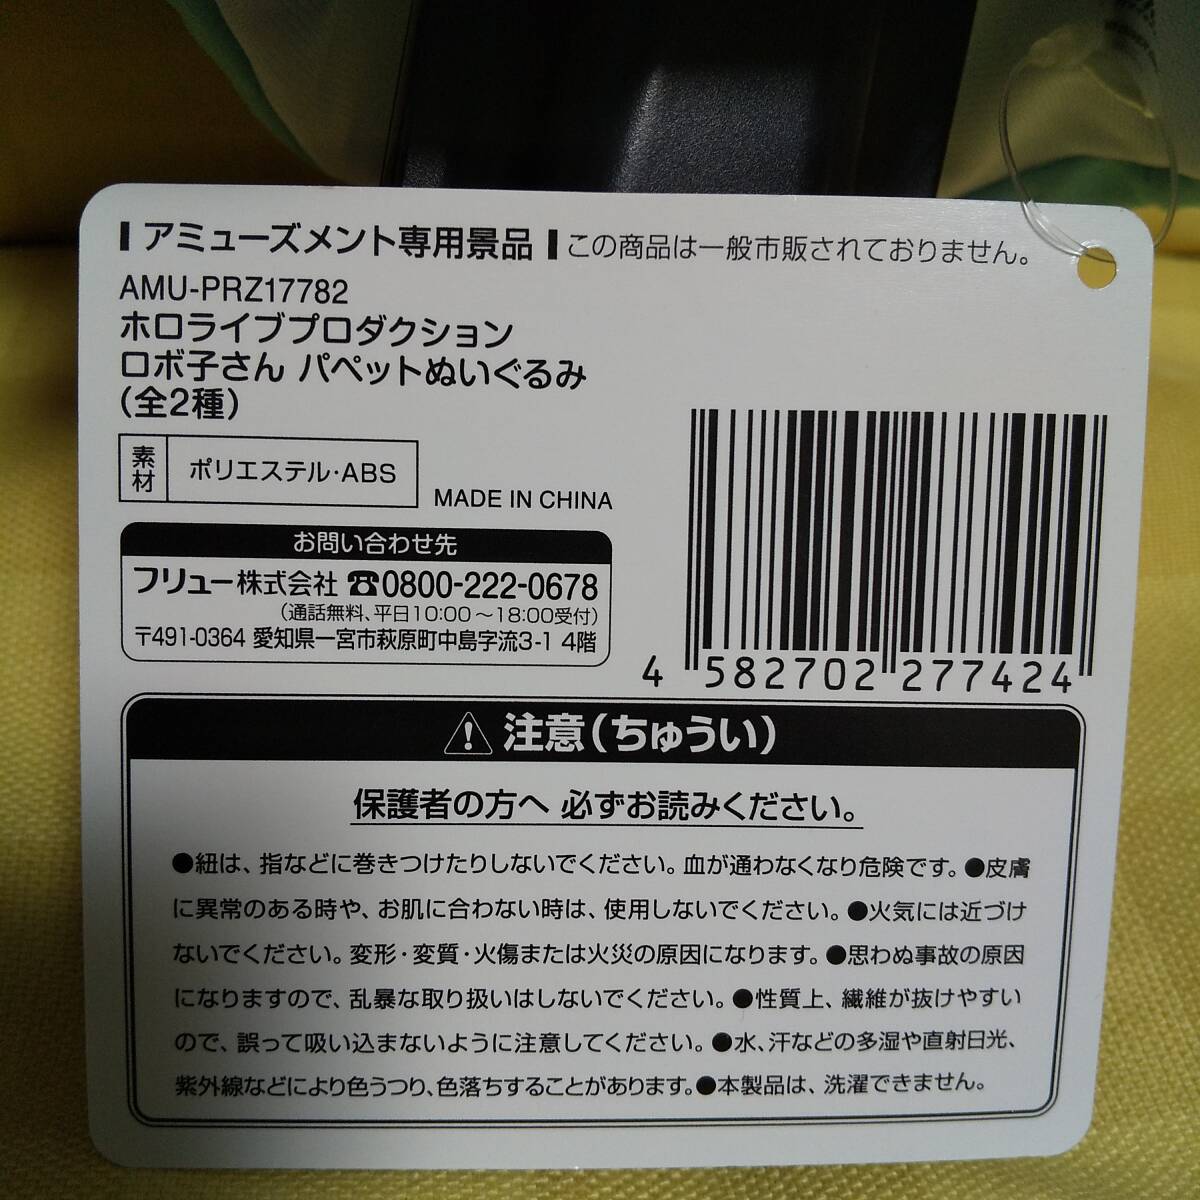 アミューズメント専用景品 この商品は一般市販されておりません。
AMU-PRZ17782
ホロライブプロダクション
ロボ子さん パペットぬいぐるみ
(全2種)
素材 ポリエステル・ABS
MADE IN CHINA
お問い合わせ先
フリュー株式会社 ☎0800-222-0678
(通話無料、平日10:00〜18:00受付)
〒491-0364 愛知県一宮市萩原町中島字流3-1 4階
4 582702 277424
⚠ 注意(ちゅうい)
保護者の方へ 必ずお読みください。
●紐は、指などに巻きつけたりしないでください。血が通わなくなり危険です。●皮膚
に異常のある時や、お肌に合わない時は、使用しないでください。●火気には近づけ
ないでください。変形・変質・火傷または火災の原因になります。●思わぬ事故の原因
になりますので、乱暴な取り扱いはしないでください。●性質上、繊維が抜けやすい
ので、誤って吸い込まないように注意してください。●水、汗などの多湿や直射日光、
紫外線などにより色うつり、色落ちすることがあります。●本製品は、洗濯できません。